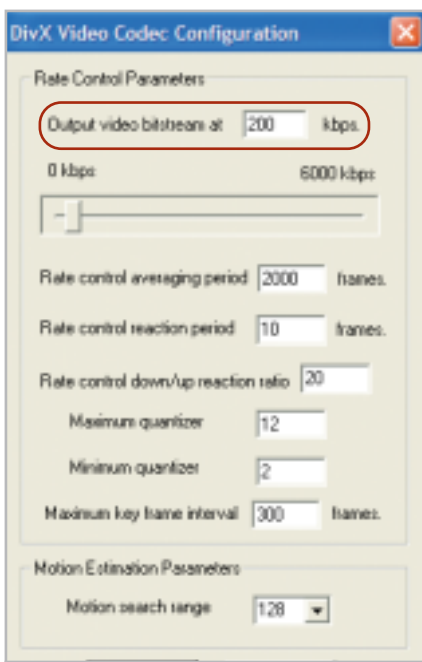 DivX Video Codec Configuration
Rate Control Parameters
Output video bitstream at 200 kbps.
0 kbps 6000 kbps
Rate control averaging period 2000 frames.
Rate control reaction period 10 frames.
Rate control down/up reaction ratio 20
Maximum quantizer 12
Minimum quantizer 2
Maximum key frame interval 300 frames.
Motion Estimation Parameters
Motion search range 128